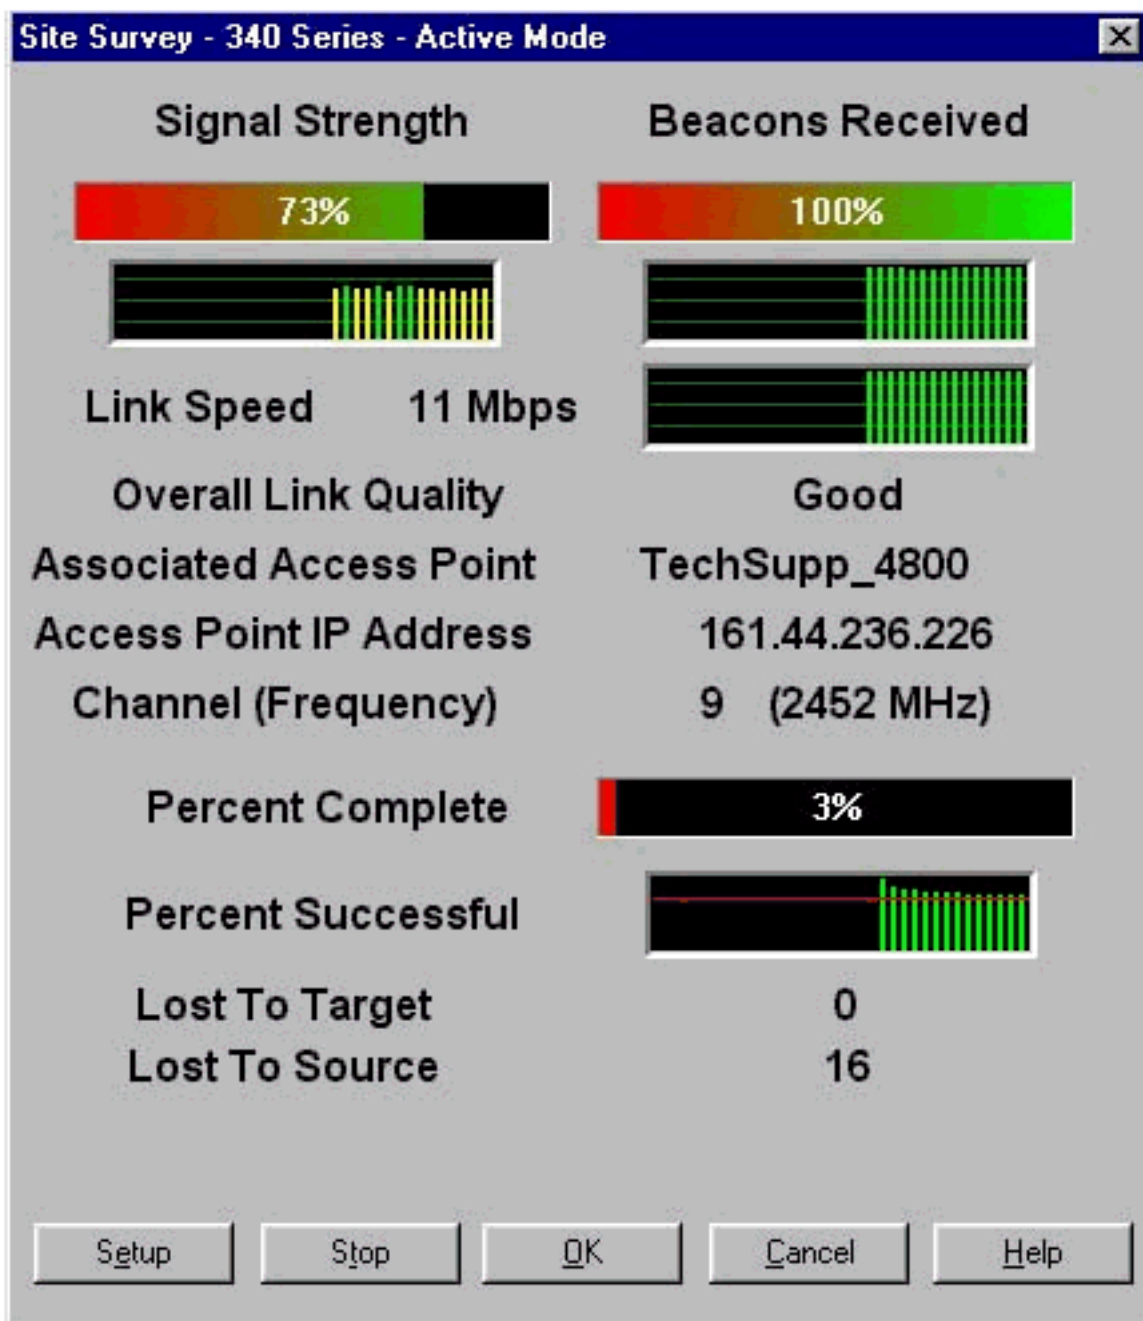 Site Survey - 340 Series - Active Mode
Signal Strength Beacons Received
73% 100%
Link Speed 11 Mbps
Overall Link Quality Good
Associated Access Point TechSupp_4800
Access Point IP Address 161.44.236.226
Channel (Frequency) 9 (2452 MHz)
Percent Complete 3%
Percent Successful
Lost To Target 0
Lost To Source 16
Setup Stop OK Cancel Help